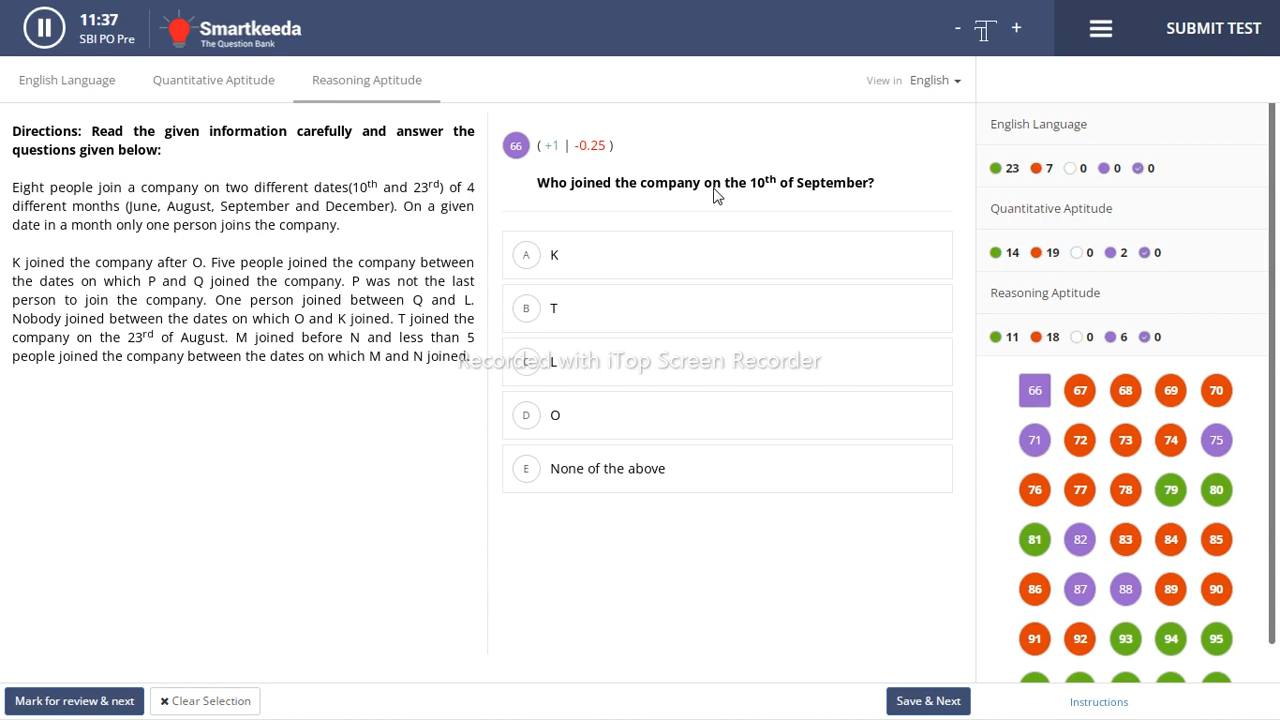 11:37
SBI PO Pre
Smartkeeda
The Question Bank
- T +
SUBMIT TEST
English Language Quantitative Aptitude Reasoning Aptitude
View in English
Directions: Read the given information carefully and answer the
questions given below:
Eight people join a company on two different dates(10th and 23rd) of 4
different months (June, August, September and December). On a given
date in a month only one person joins the company.
K joined the company after O. Five people joined the company between
the dates on which P and Q joined the company. P was not the last
person to join the company. One person joined between Q and L.
Nobody joined between the dates on which O and K joined. T joined the
company on the 23rd of August. M joined before N and less than 5
people joined the company between the dates on which M and N joined.
66 ( +1 | -0.25 )
Who joined the company on the 10th of September?
A K
B T
C L
D O
E None of the above
Recorded with iTop Screen Recorder
English Language
23 7 0 0 0
Quantitative Aptitude
14 19 0 2 0
Reasoning Aptitude
11 18 0 6 0
66 67 68 69 70
71 72 73 74 75
76 77 78 79 80
81 82 83 84 85
86 87 88 89 90
91 92 93 94 95
Mark for review & next
✖ Clear Selection
Save & Next
Instructions